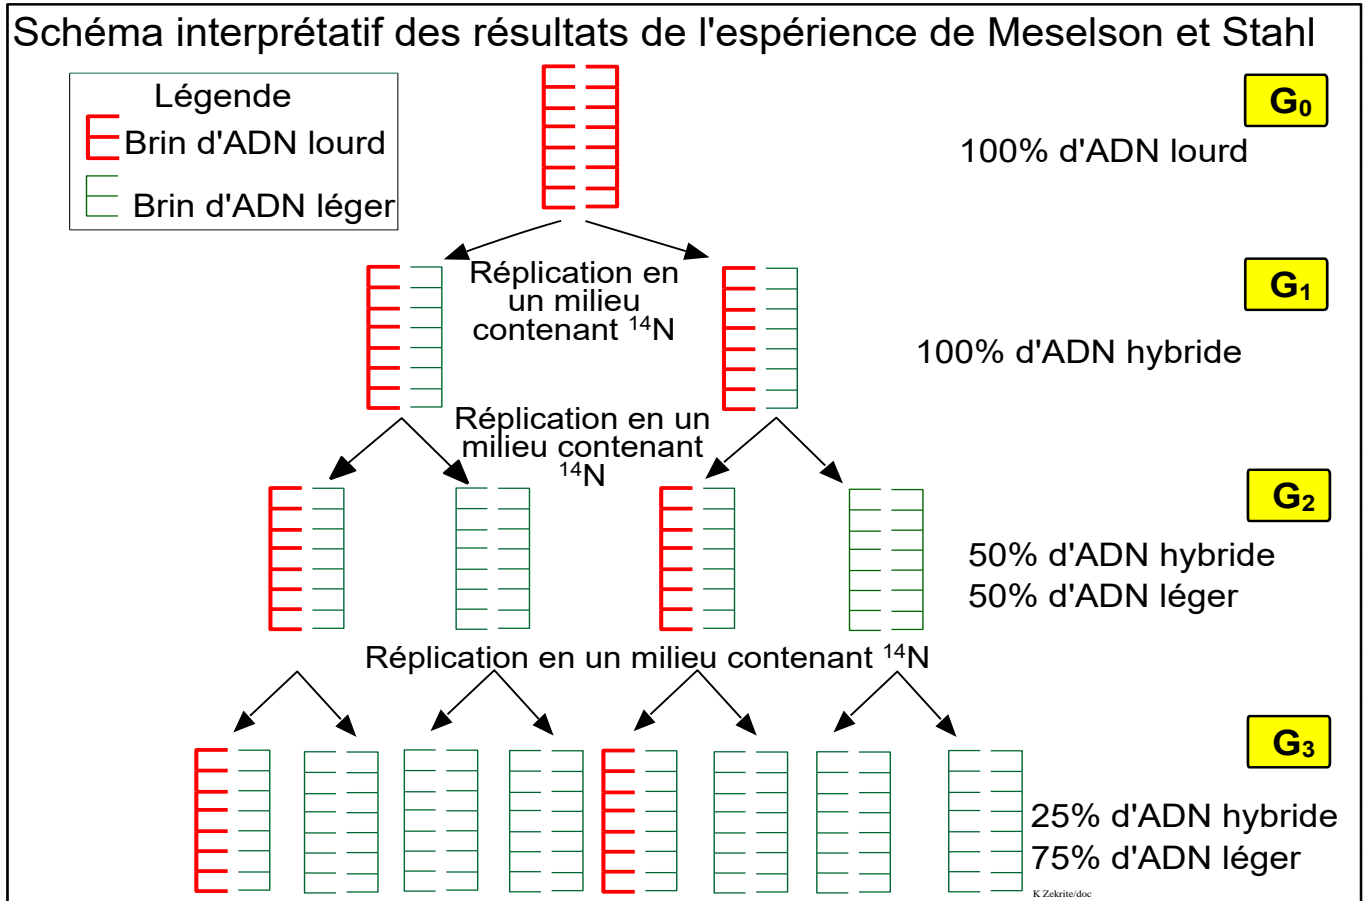 Schéma interprétatif des résultats de l'espérience de Meselson et Stahl
Légende
Brin d'ADN lourd
Brin d'ADN léger
G₀
100% d'ADN lourd
Réplication en
un milieu
contenant ¹⁴N
G₁
100% d'ADN hybride
Réplication en un
milieu contenant
¹⁴N
G₂
50% d'ADN hybride
50% d'ADN léger
Réplication en un milieu contenant ¹⁴N
G₃
25% d'ADN hybride
75% d'ADN léger
K Zekrite/doc